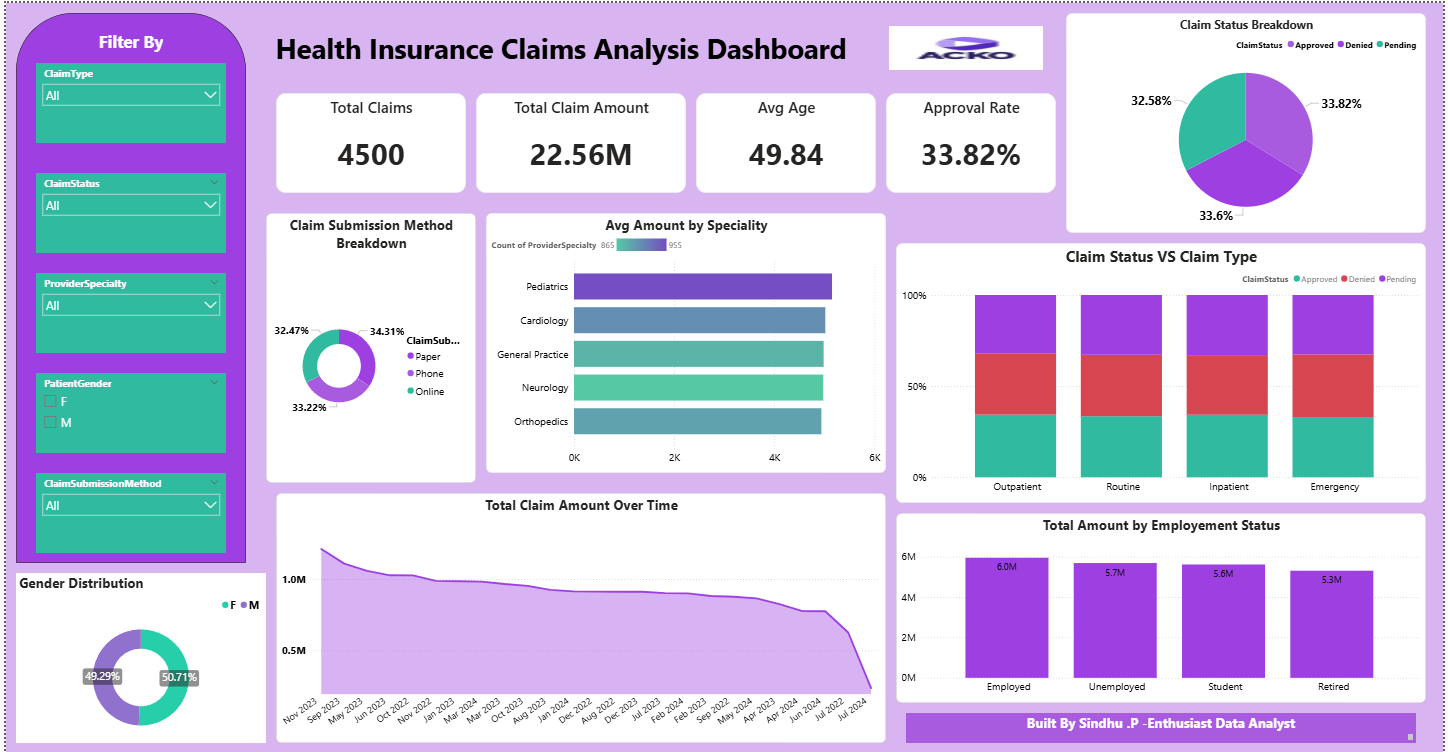 Filter By
ClaimType
All
ClaimStatus
All
ProviderSpecialty
All
PatientGender
F
M
ClaimSubmissionMethod
All
Gender Distribution
F M
49.29%
50.71%
Health Insurance Claims Analysis Dashboard
ACKO
Total Claims
4500
Total Claim Amount
22.56M
Avg Age
49.84
Approval Rate
33.82%
Claim Status Breakdown
ClaimStatus Approved Denied Pending
32.58%
33.82%
33.6%
Claim Submission Method
Breakdown
32.47%
34.31%
33.22%
ClaimSub...
Paper
Phone
Online
Avg Amount by Speciality
Count of ProviderSpecialty 865 955
Pediatrics
Cardiology
General Practice
Neurology
Orthopedics
0K 2K 4K 6K
Claim Status VS Claim Type
ClaimStatus Approved Denied Pending
100%
50%
0%
Outpatient Routine Inpatient Emergency
Total Claim Amount Over Time
1.0M
0.5M
Nov 2023 Sep 2023 May 2023 Jun 2023 Oct 2022 Nov 2022 Jan 2023 Mar 2024 Mar 2023 Oct 2023 Aug 2023 Jan 2024 Dec 2022 Aug 2022 Dec 2023 Jul 2023 Feb 2024 Feb 2023 Sep 2022 May 2024 Apr 2023 Apr 2024 Jun 2024 Jul 2022 Jul 2024
Total Amount by Employement Status
6M
4M
2M
0M
6.0M
5.7M
5.6M
5.3M
Employed Unemployed Student Retired
Built By Sindhu .P -Enthusiast Data Analyst